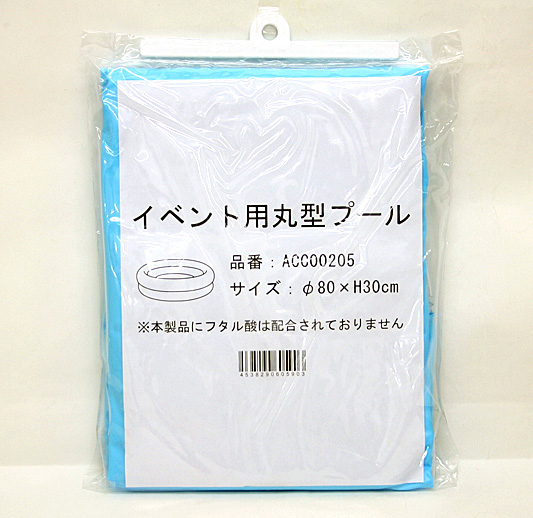 イベント用丸型プール
品番：ACC00205
サイズ：φ80×H30cm
※本製品にフタル酸は配合されておりません
4538290605903